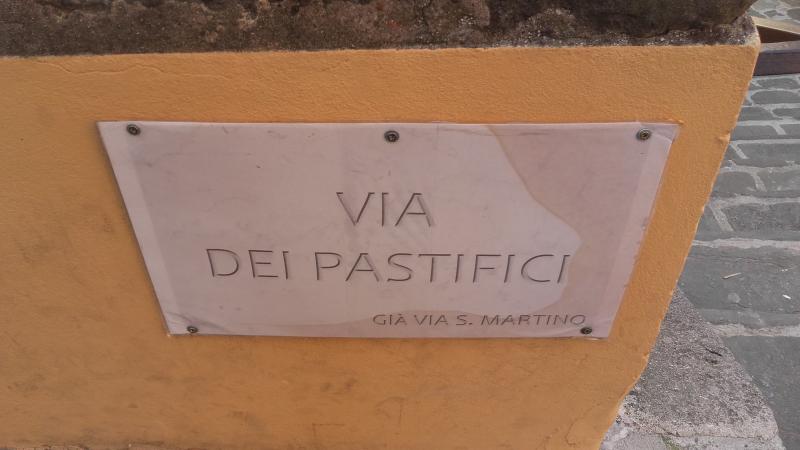 VIA
DEI PASTIFICI
GIÀ VIA S. MARTINO